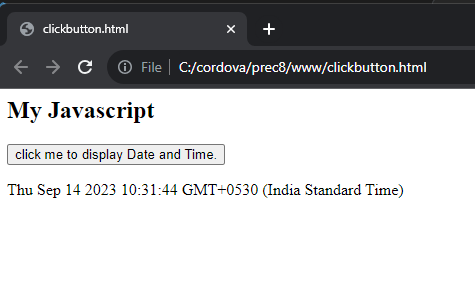 clickbutton.html
File | C:/cordova/prec8/www/clickbutton.html
My Javascript
click me to display Date and Time.
Thu Sep 14 2023 10:31:44 GMT+0530 (India Standard Time)